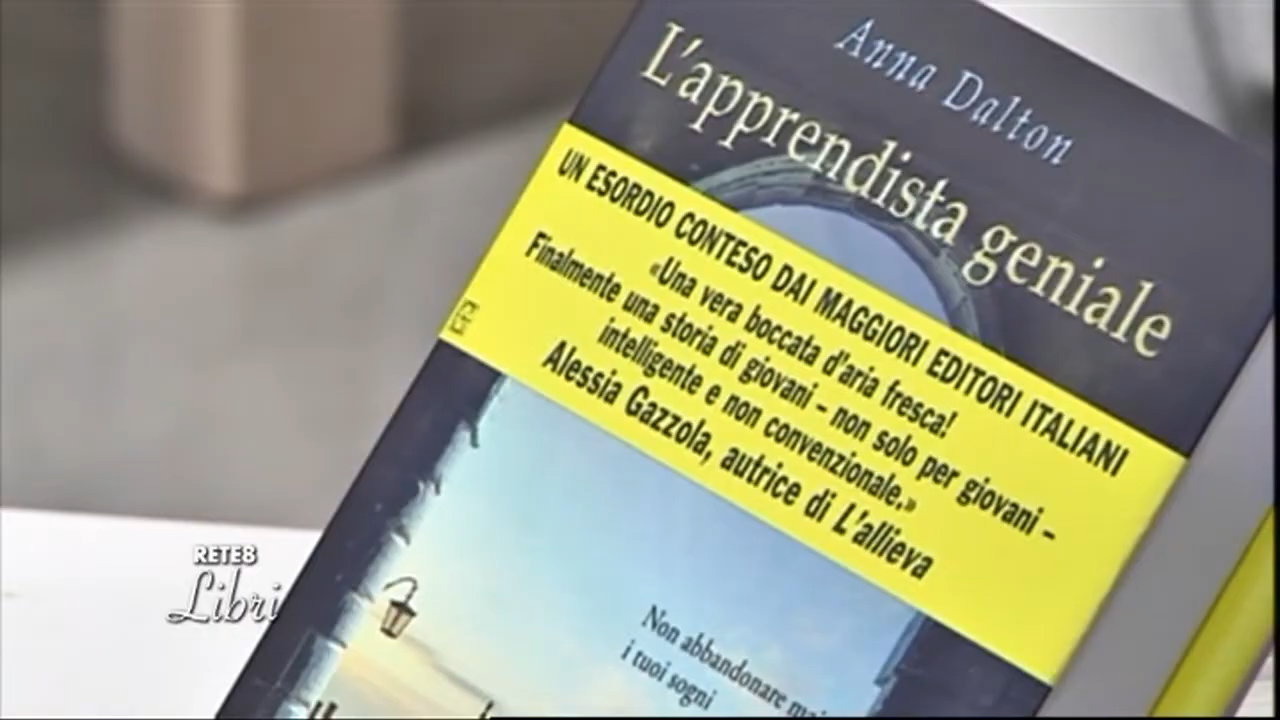 Anna Dalton
L'apprendista geniale
UN ESORDIO CONTESO DAI MAGGIORI EDITORI ITALIANI
«Una vera boccata d'aria fresca!
Finalmente una storia di giovani – non solo per giovani –
intelligente e non convenzionale.»
Alessia Gazzola, autrice di L'allieva
Non abbandonare mai
i tuoi sogni
RETE8
Libri